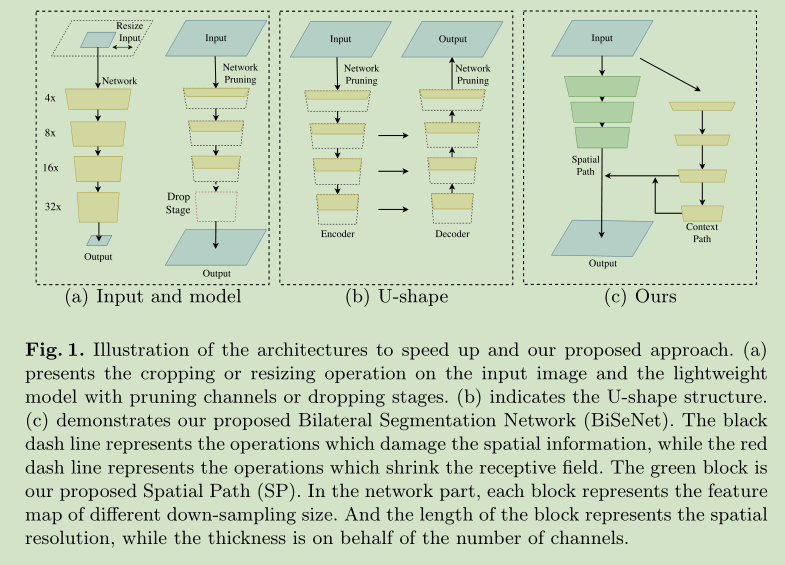 Resize
Input
Network
4x
8x
16x
32x
Output
Input
Network
Pruning
Drop
Stage
Output
(a) Input and model
Input
Network
Pruning
Encoder
Output
Network
Pruning
Decoder
(b) U-shape
Input
Spatial
Path
Context
Path
Output
(c) Ours
Fig. 1. Illustration of the architectures to speed up and our proposed approach. (a)
presents the cropping or resizing operation on the input image and the lightweight
model with pruning channels or dropping stages. (b) indicates the U-shape structure.
(c) demonstrates our proposed Bilateral Segmentation Network (BiSeNet). The black
dash line represents the operations which damage the spatial information, while the red
dash line represents the operations which shrink the receptive field. The green block is
our proposed Spatial Path (SP). In the network part, each block represents the feature
map of different down-sampling size. And the length of the block represents the spatial
resolution, while the thickness is on behalf of the number of channels.